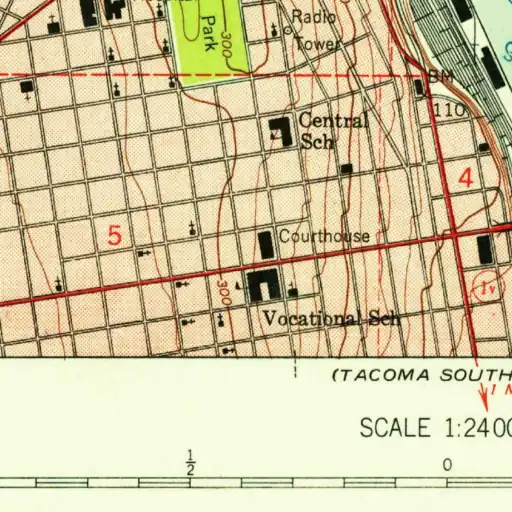 Park
300
Radio
Tower
BM
110
Central
Sch
4
5
Courthouse
300
Vocational Sch
(TACOMA SOUTH
SCALE 1:2400
1/2
0